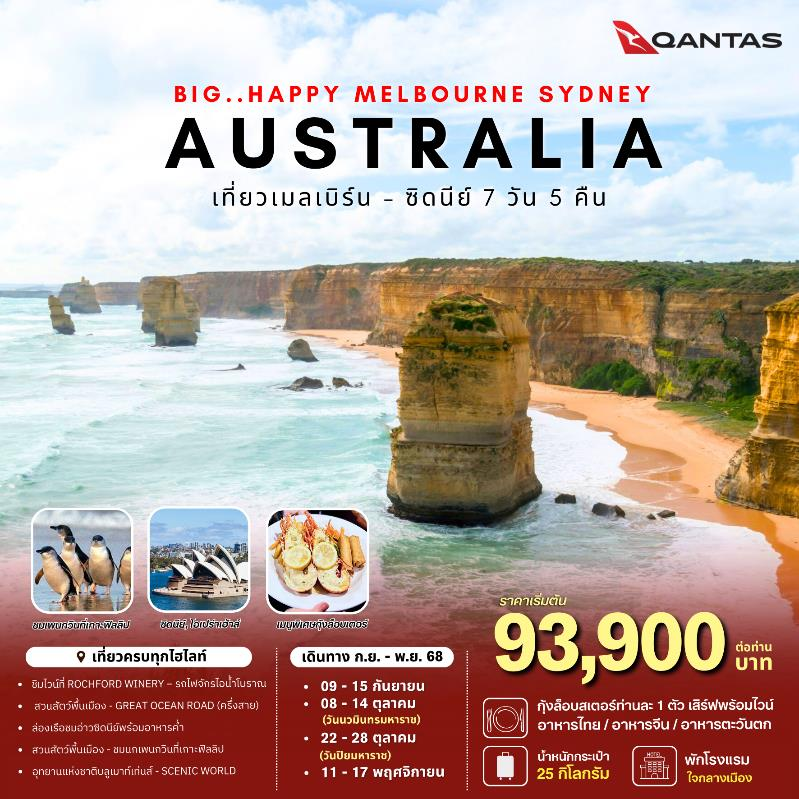 QANTAS
BIG..HAPPY MELBOURNE SYDNEY
AUSTRALIA
เที่ยวเมลเบิร์น – ซิดนีย์ 7 วัน 5 คืน
ชมเพนกวินที่เกาะฟิลลิป
ซิดนีย์, โอเปร่าเฮ้าส์
เมนูพิเศษกุ้งล็อบสเตอร์
เที่ยวครบทุกไฮไลท์
• ชิมไวน์ที่ ROCHFORD WINERY – รถไฟจักรไอน้ำโบราณ
• สวนสัตว์พื้นเมือง - GREAT OCEAN ROAD (ครึ่งสาย)
• ล่องเรือชมอ่าวซิดนีย์พร้อมอาหารค่ำ
• สวนสัตว์พื้นเมือง - ชมนกเพนกวินที่เกาะฟิลลิป
• อุทยานแห่งชาติบลูเมาท์เท่นส์ - SCENIC WORLD
เดินทาง ก.ย. - พ.ย. 68
• 09 - 15 กันยายน
• 08 - 14 ตุลาคม
(วันนวมินทรมหาราช)
• 22 - 28 ตุลาคม
(วันปิยมหาราช)
• 11 - 17 พฤศจิกายน
ราคาเริ่มต้น
93,900 ต่อท่าน
บาท
กุ้งล็อบสเตอร์ท่านละ 1 ตัว เสิร์ฟพร้อมไวน์
อาหารไทย / อาหารจีน / อาหารตะวันตก
น้ำหนักกระเป๋า
25 กิโลกรัม
HOTEL
พักโรงแรม
ใจกลางเมือง